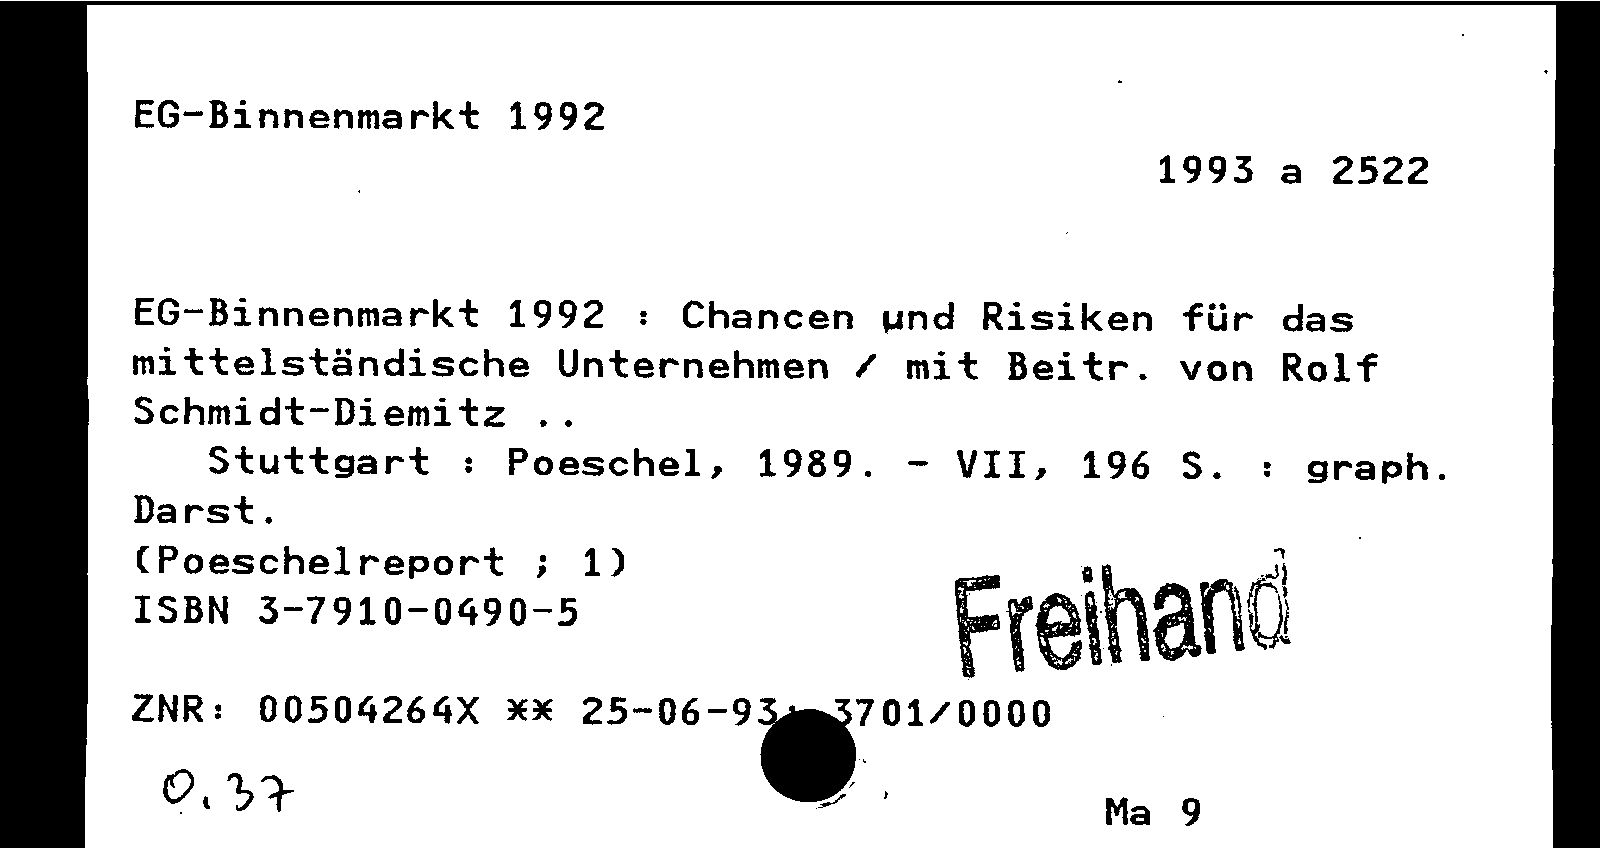 EG-Binnenmarkt 1992
1993 a 2522
EG-Binnenmarkt 1992 : Chancen und Risiken für das
mittelständische Unternehmen / mit Beitr. von Rolf
Schmidt-Diemitz ..
Stuttgart : Poeschel, 1989. - VII, 196 S. : graph.
Darst.
(Poeschelreport ; 1)
ISBN 3-7910-0490-5
Freihand
ZNR: 00504264X ** 25-06-93: 3701/0000
0.37
Ma 9